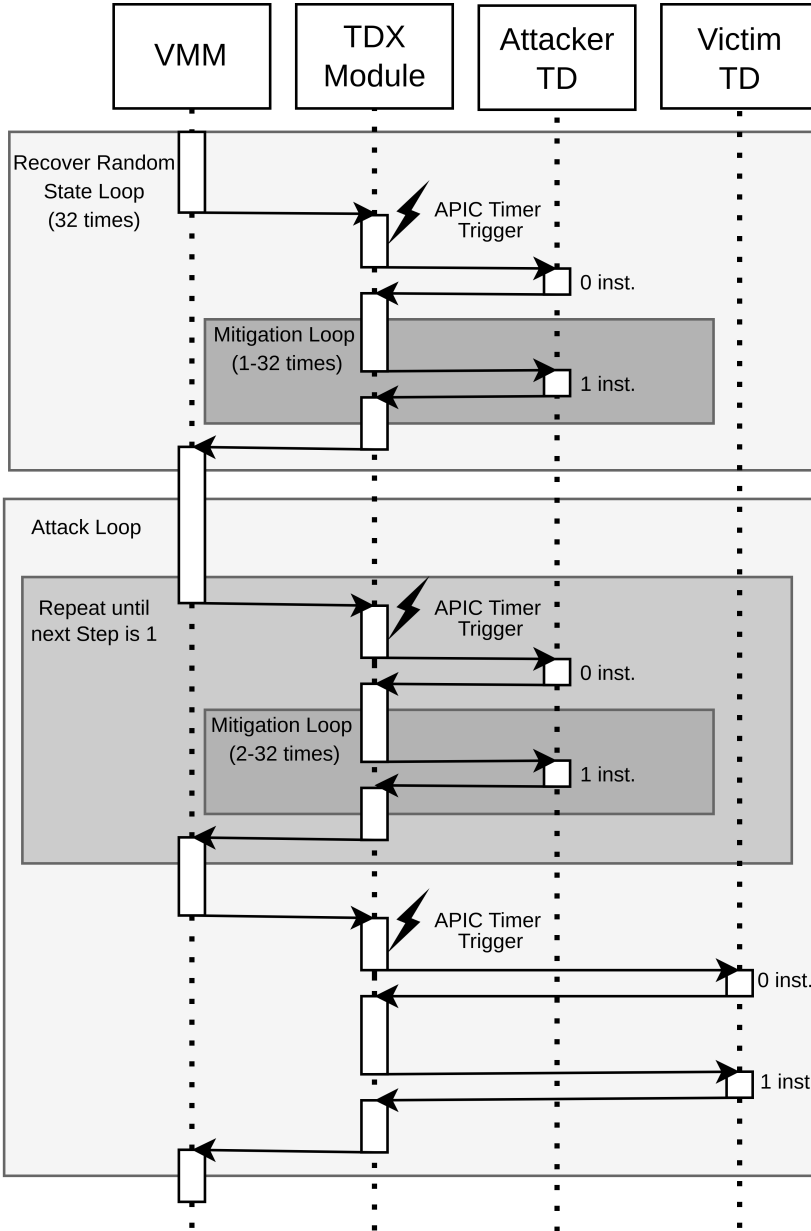 VMM
TDX
Module
Attacker
TD
Victim
TD
Recover Random
State Loop
(32 times)
APIC Timer
Trigger
0 inst.
Mitigation Loop
(1-32 times)
1 inst.
Attack Loop
Repeat until
next Step is 1
APIC Timer
Trigger
0 inst.
Mitigation Loop
(2-32 times)
1 inst.
APIC Timer
Trigger
0 inst.
1 inst